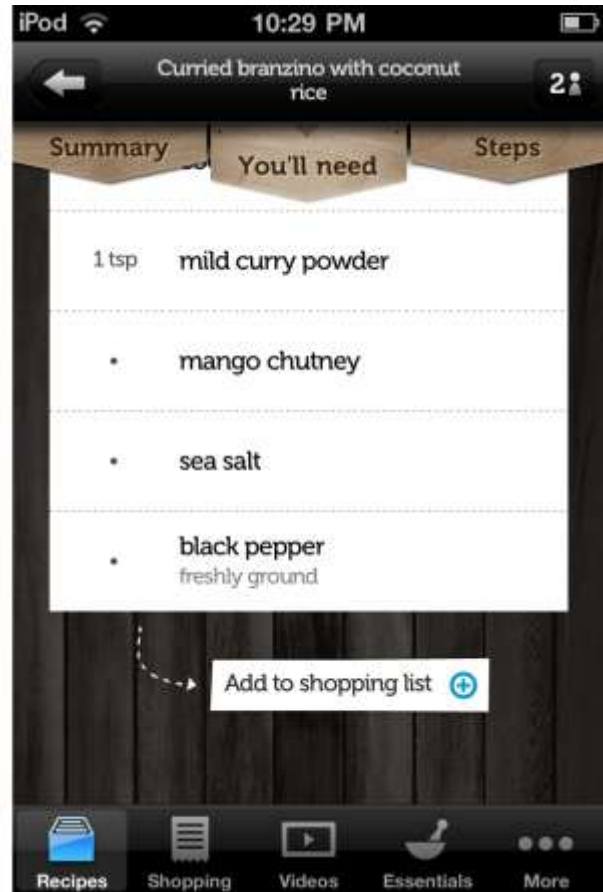 iPod 10:29 PM
Curried branzino with coconut
rice
2
Summary
You'll need
Steps
1 tsp mild curry powder
• mango chutney
• sea salt
• black pepper
freshly ground
Add to shopping list
Recipes Shopping Videos Essentials More